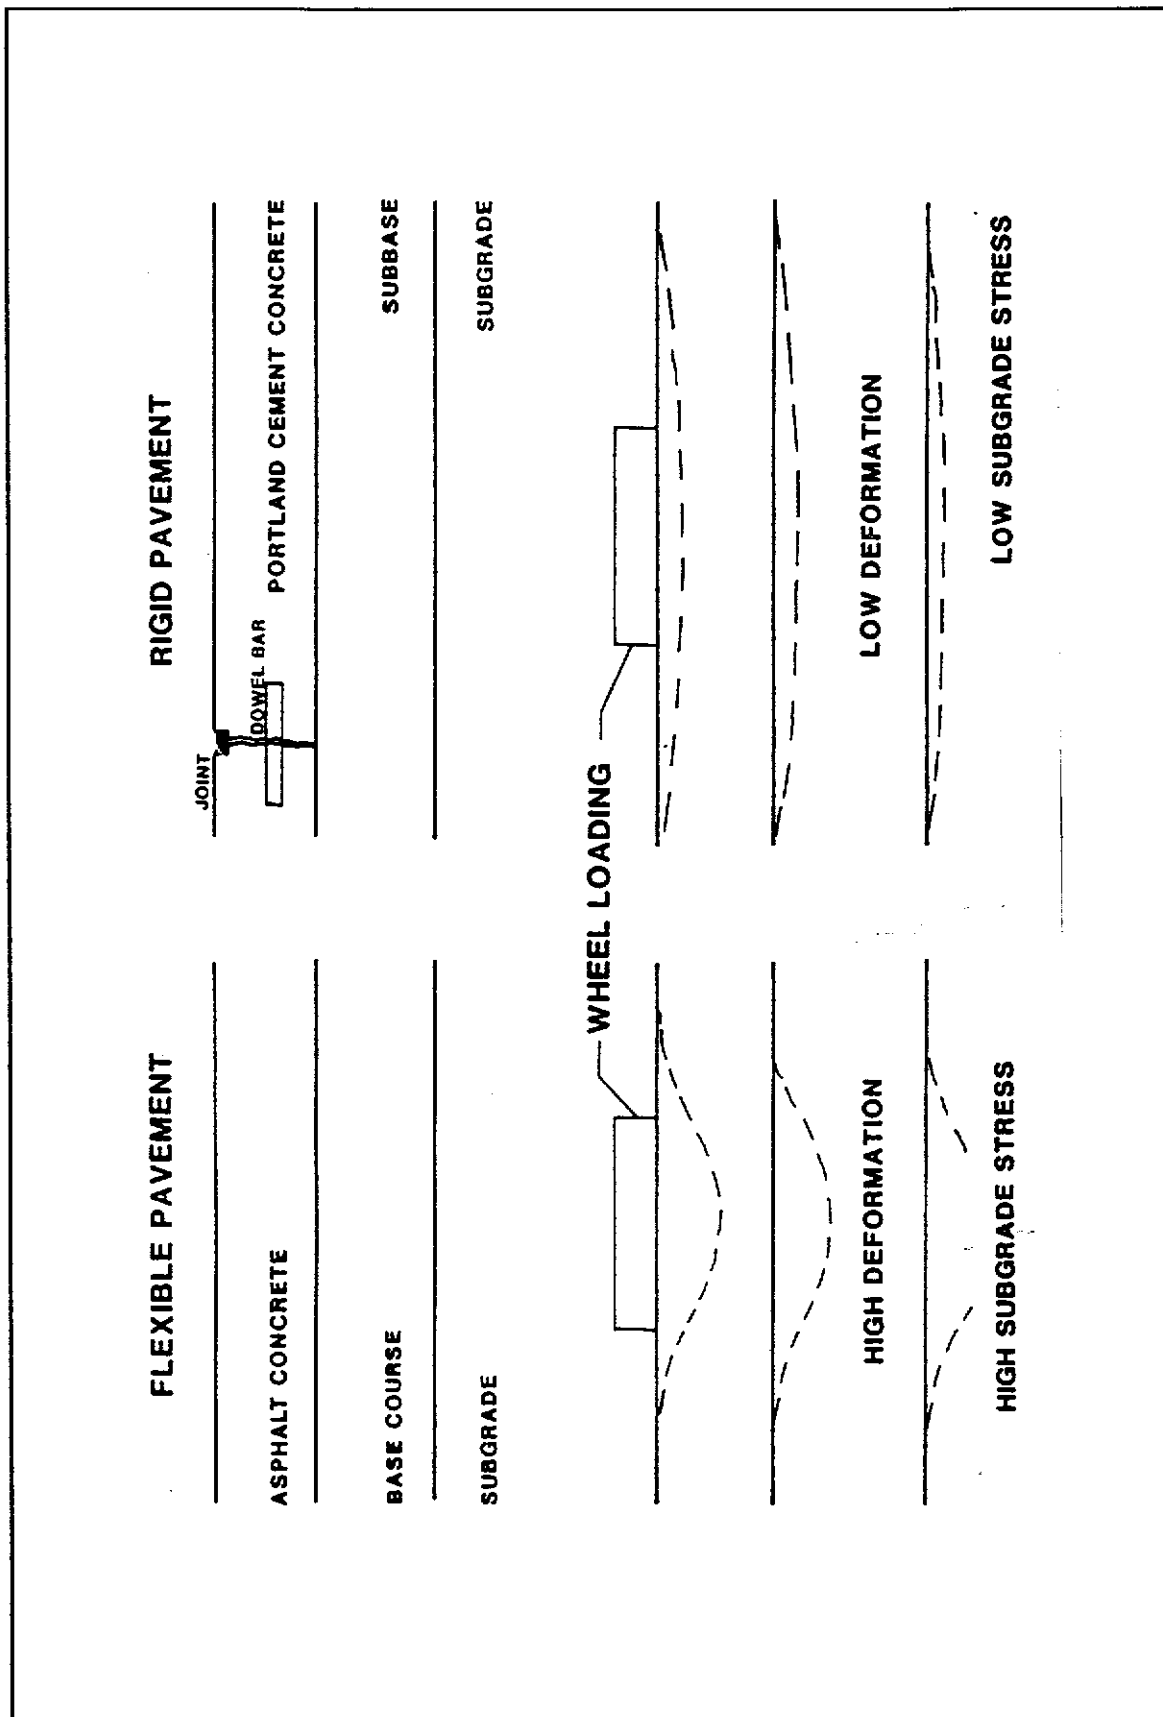 FLEXIBLE PAVEMENT
RIGID PAVEMENT
JOINT
DOWEL BAR
ASPHALT CONCRETE
PORTLAND CEMENT CONCRETE
BASE COURSE
SUBBASE
SUBGRADE
SUBGRADE
WHEEL LOADING
HIGH DEFORMATION
LOW DEFORMATION
HIGH SUBGRADE STRESS
LOW SUBGRADE STRESS